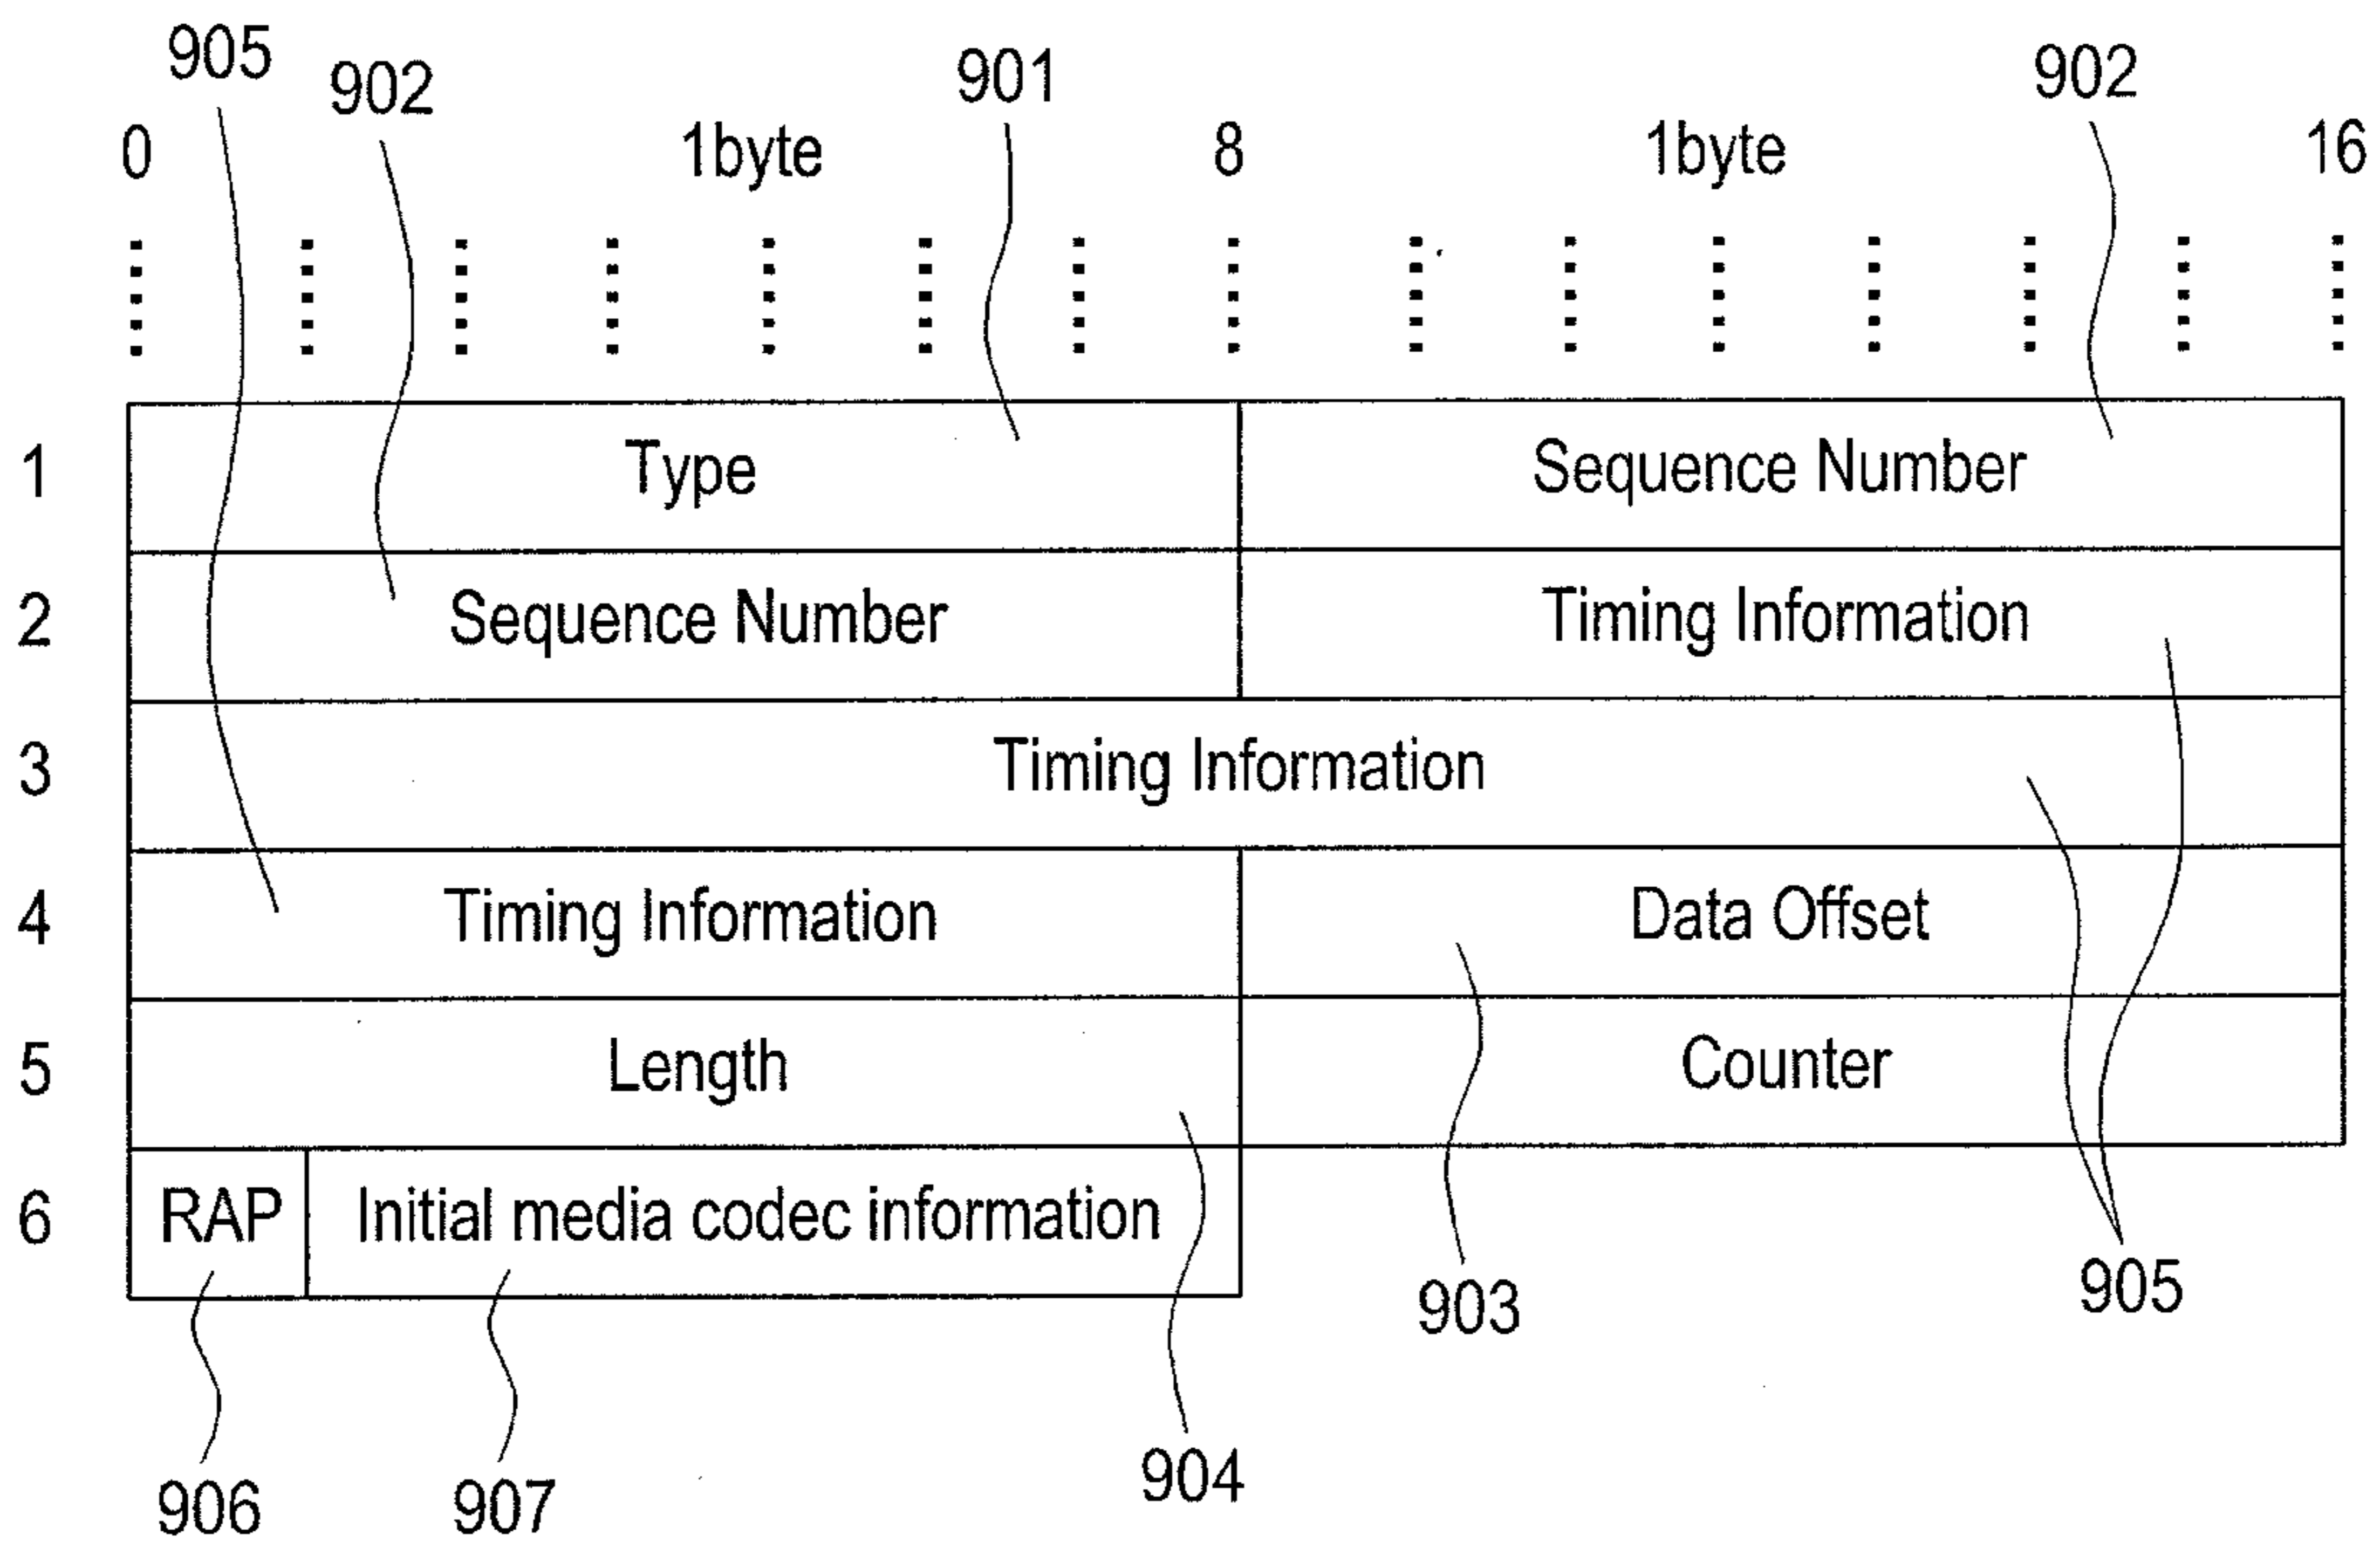 905
902
901
902
0
1byte
8
1byte
16
1
Type
Sequence Number
2
Sequence Number
Timing Information
3
Timing Information
4
Timing Information
Data Offset
5
Length
Counter
6
RAP
Initial media codec information
903
905
904
906
907